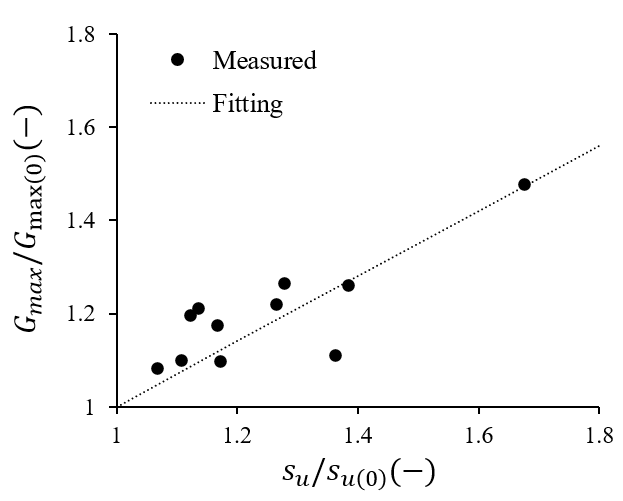 1.8
1.6
1.4
1.2
1
1
1.2
1.4
1.6
1.8
Measured
Fitting
G_max/G_max(0)(−)
s_u/s_u(0)(−)